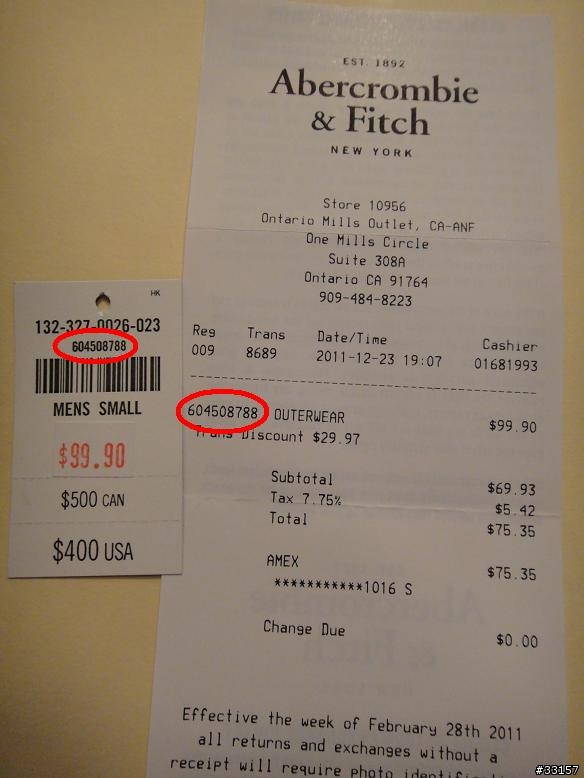 HK
132-327-0026-023
604508788
MENS SMALL
$99.90
$500 CAN
$400 USA
EST. 1892
Abercrombie
& Fitch
NEW YORK
Store 10956
Ontario Mills Outlet, CA-ANF
One Mills Circle
Suite 308A
Ontario CA 91764
909-484-8223
Reg Trans Date/Time Cashier
009 8689 2011-12-23 19:07 01681993
604508788 OUTERWEAR $99.90
Trans Discount $29.97
Subtotal $69.93
Tax 7.75% $5.42
Total $75.35
AMEX $75.35
***********1016 S
Change Due $0.00
Effective the week of February 28th 2011
all returns and exchanges without a
receipt will require photo
#33157